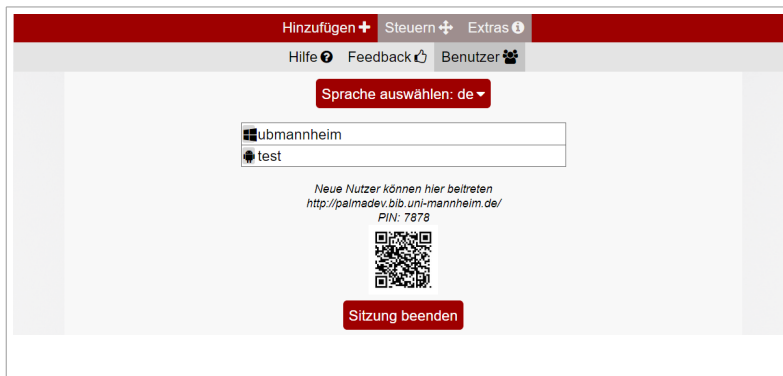 Hinzufügen Steuern Extras
Hilfe Feedback Benutzer
Sprache auswählen: de
ubmannheim
test
Neue Nutzer können hier beitreten
http://palmadev.bib.uni-mannheim.de/
PIN: 7878
Sitzung beenden